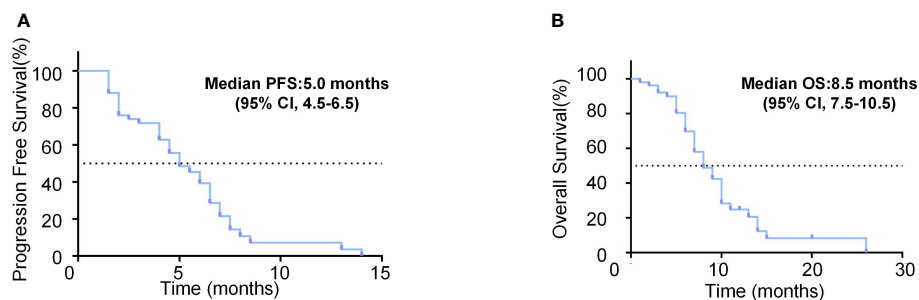 A
Progression Free Survival(%)
Median PFS:5.0 months
(95% CI, 4.5-6.5)
100
80
60
40
20
0
0 5 10 15
Time (months)
B
Overall Survival(%)
Median OS:8.5 months
(95% CI, 7.5-10.5)
100
80
60
40
20
0
0 10 20 30
Time (months)